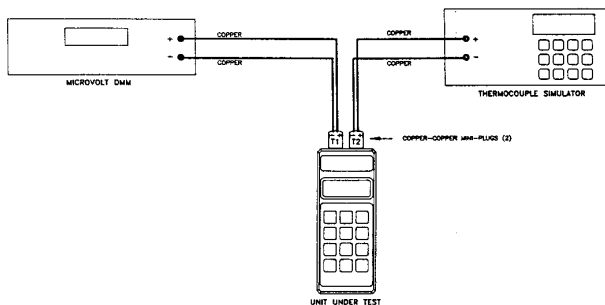 COPPER
COPPER
+
−
MICROVOLT DMM
COPPER
COPPER
+
−
THERMOCOUPLE SIMULATOR
− +
− +
T1
T2
COPPER-COPPER MINI-PLUGS (2)
UNIT UNDER TEST